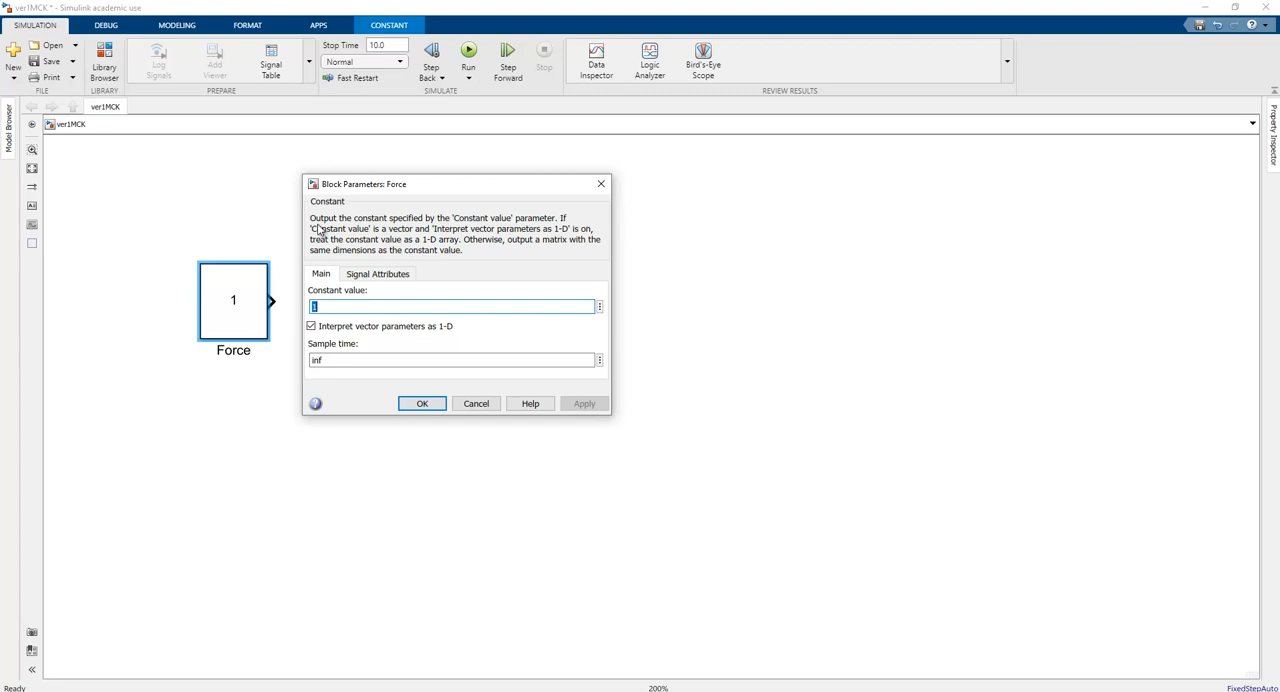 ver1MCK * - Simulink academic use
SIMULATION DEBUG MODELING FORMAT APPS CONSTANT
New
Open
Save
Print
FILE
Library
Browser
LIBRARY
Log
Signals
Add
Viewer
Signal
Table
PREPARE
Stop Time 10.0
Normal
Fast Restart
Step
Back
Run
Step
Forward
Stop
SIMULATE
Data
Inspector
Logic
Analyzer
Bird's-Eye
Scope
REVIEW RESULTS
Model Browser
ver1MCK
ver1MCK
Property Inspector
1
Force
Block Parameters: Force
Constant
Output the constant specified by the 'Constant value' parameter. If
'Constant value' is a vector and 'Interpret vector parameters as 1-D' is on,
treat the constant value as a 1-D array. Otherwise, output a matrix with the
same dimensions as the constant value.
Main Signal Attributes
Constant value:
1
Interpret vector parameters as 1-D
Sample time:
inf
OK Cancel Help Apply
Ready 200% FixedStepAuto